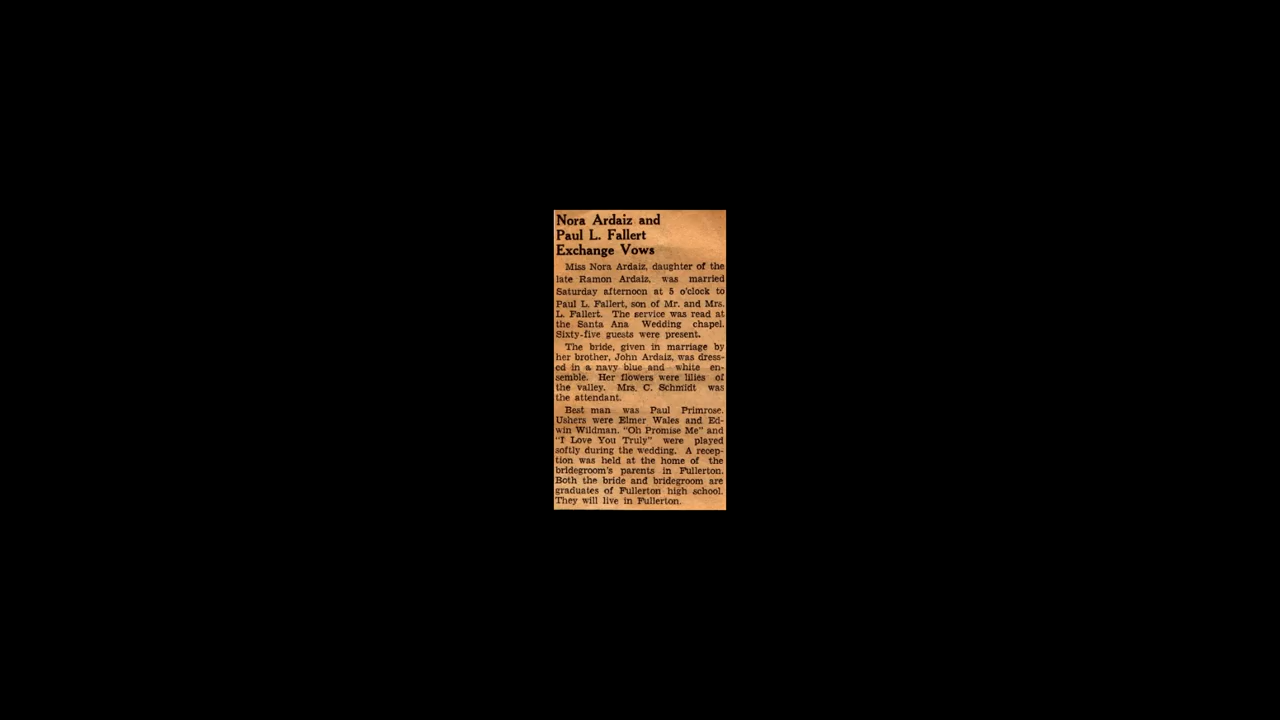 Nora Ardaiz and
Paul L. Fallert
Exchange Vows
Miss Nora Ardaiz, daughter of the
late Ramon Ardaiz, was married
Saturday afternoon at 5 o'clock to
Paul L. Fallert, son of Mr. and Mrs.
L. Fallert. The service was read at
the Santa Ana Wedding chapel.
Sixty-five guests were present.
The bride, given in marriage by
her brother, John Ardaiz, was dress-
ed in a navy blue and white en-
semble. Her flowers were lilies of
the valley. Mrs. C. Schmidt was
the attendant.
Best man was Paul Primrose.
Ushers were Elmer Wales and Ed-
win Wildman. "Oh Promise Me" and
"I Love You Truly" were played
softly during the wedding. A recep-
tion was held at the home of the
bridegroom's parents in Fullerton.
Both the bride and bridegroom are
graduates of Fullerton high school.
They will live in Fullerton.